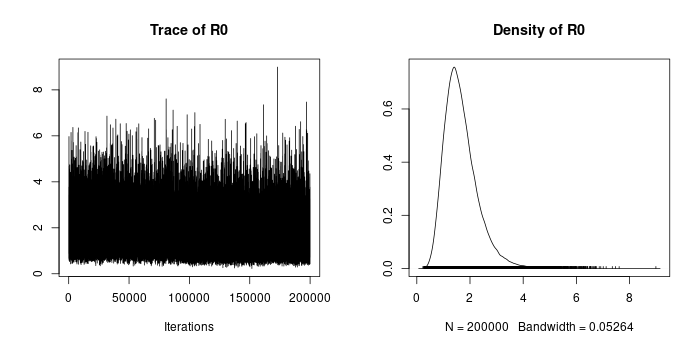 Trace of R0
8
6
4
2
0
0 50000 100000 150000 200000
Iterations
Density of R0
0.6
0.4
0.2
0.0
0 2 4 6 8
N = 200000 Bandwidth = 0.05264